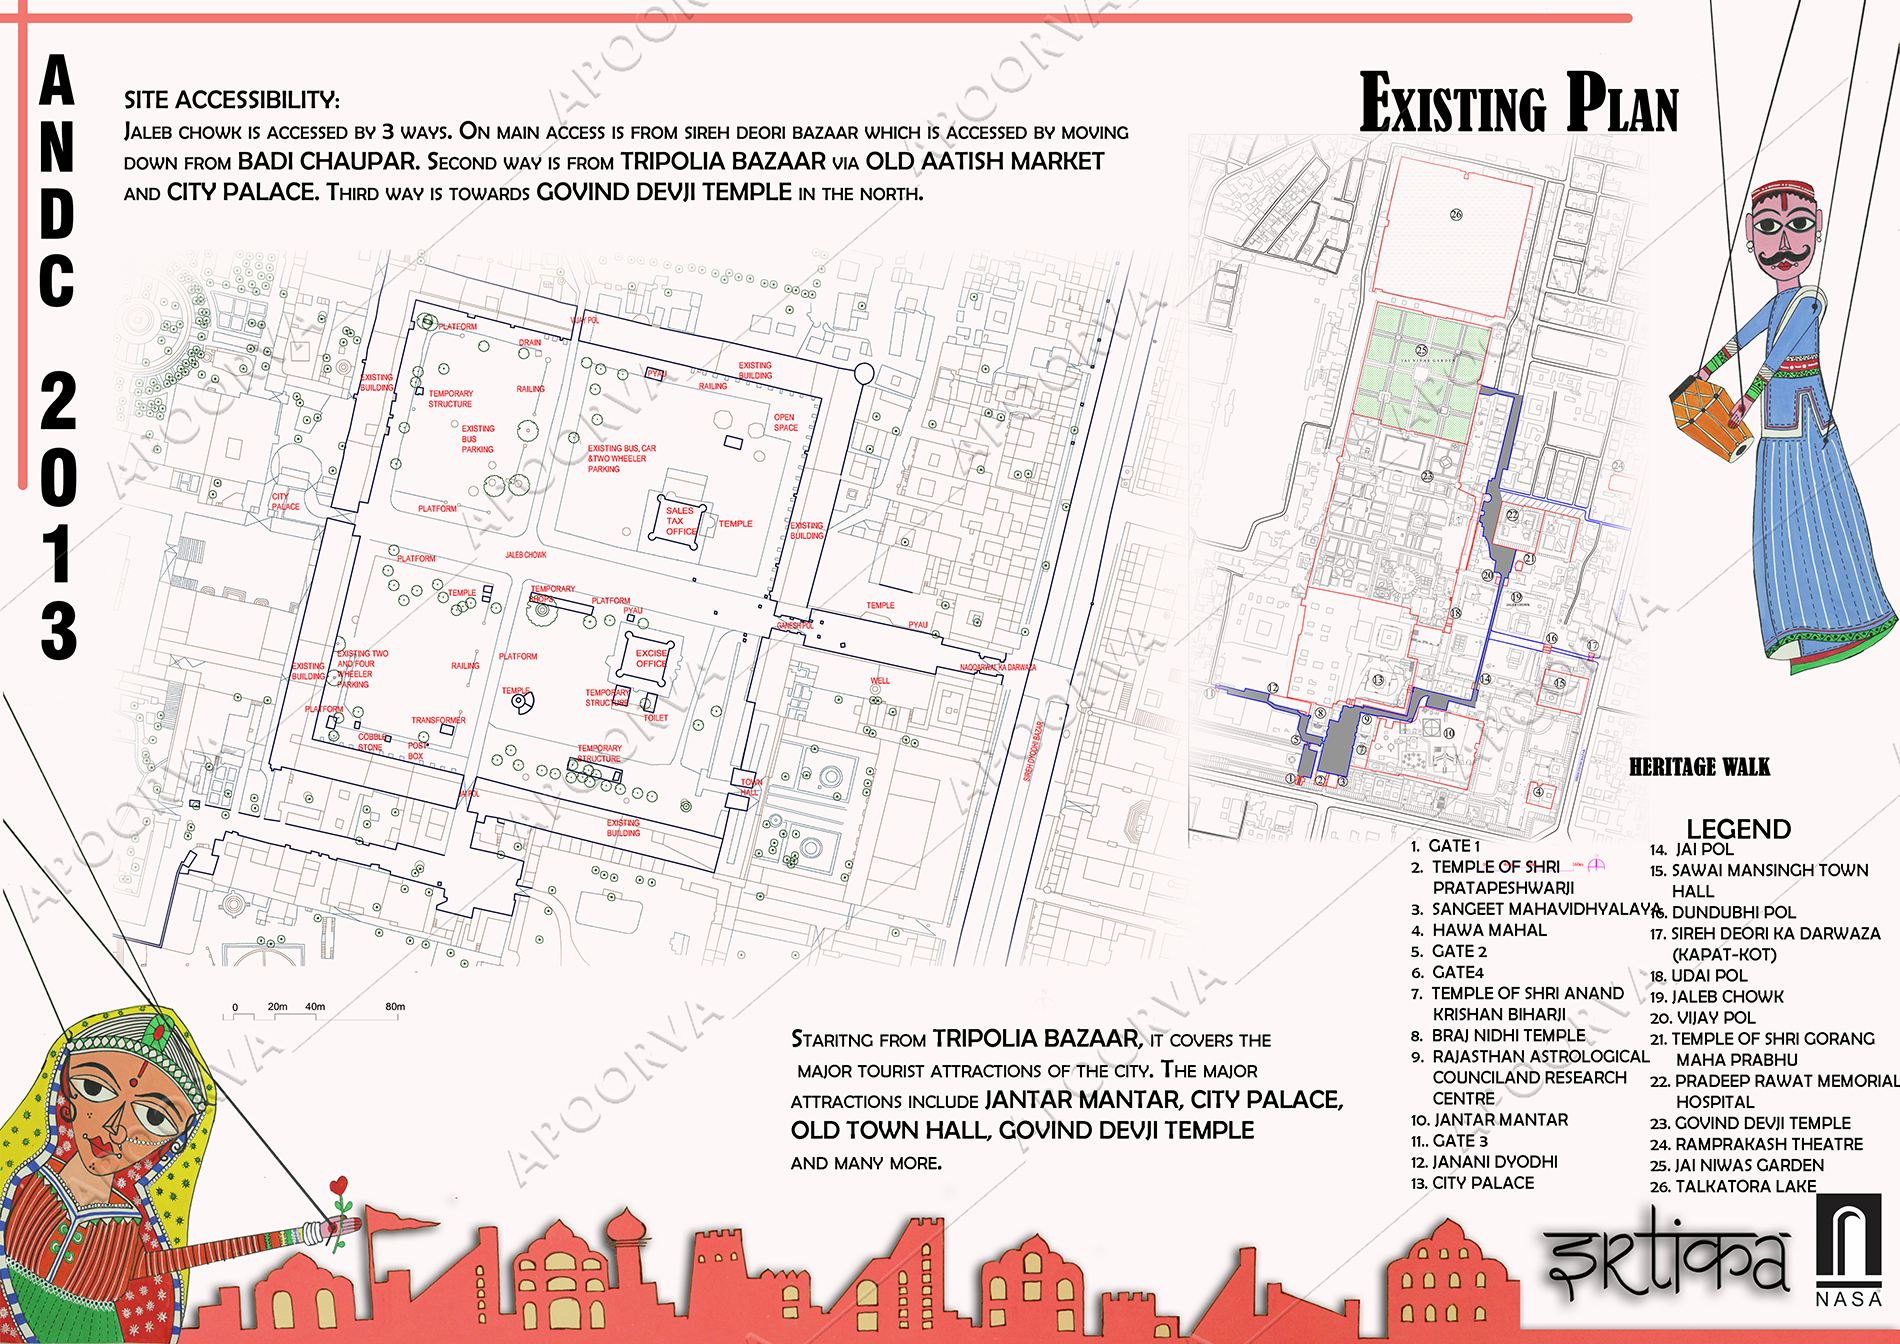 ANDC 2013
SITE ACCESSIBILITY:
JALEB CHOWK IS ACCESSED BY 3 WAYS. ON MAIN ACCESS IS FROM SIREH DEORI BAZAAR WHICH IS ACCESSED BY MOVING
DOWN FROM BADI CHAUPAR. SECOND WAY IS FROM TRIPOLIA BAZAAR VIA OLD AATISH MARKET
AND CITY PALACE. THIRD WAY IS TOWARDS GOVIND DEVJI TEMPLE IN THE NORTH.
EXISTING PLAN
PLATFORM
VIJAY POL
DRAIN
EXISTING
BUILDING
TEMPORARY
STRUCTURE
RAILING
PYAU
RAILING
EXISTING
BUILDING
OPEN
SPACE
EXISTING
BUS
PARKING
EXISTING BUS, CAR
&TWO WHEELER
PARKING
CITY
PALACE
PLATFORM
SALES
TAX
OFFICE
TEMPLE
EXISTING
BUILDING
JALEB CHOWK
PLATFORM
TEMPLE
TEMPORARY
SHOPS
PLATFORM
PYAU
GANESH POL
TEMPLE
PYAU
NAQQARWAL KA DARWAZA
EXISTING
BUILDING
EXISTING TWO
AND FOUR
WHEELER
PARKING
RAILING
PLATFORM
EXCISE
OFFICE
TEMPLE
TEMPORARY
STRUCTURE
TOILET
WELL
PLATFORM
COBBLE
STONE
TRANSFORMER
POST
BOX
TEMPORARY
STRUCTURE
TOWN
HALL
JAI POL
EXISTING
BUILDING
SIREH DYODHI BAZAR
0 20m 40m 80m
26
25
JAI NIWAS GARDEN
23
24
22
21
20
19
18
16
17
15
14
13
12
10
9
8
7
5
4
1
2
3
HERITAGE WALK
LEGEND
1. GATE 1
2. TEMPLE OF SHRI
PRATAPESHWARJI
3. SANGEET MAHAVIDHYALAYA
4. HAWA MAHAL
5. GATE 2
6. GATE4
7. TEMPLE OF SHRI ANAND
KRISHAN BIHARJI
8. BRAJ NIDHI TEMPLE
9. RAJASTHAN ASTROLOGICAL
COUNCILAND RESEARCH
CENTRE
10. JANTAR MANTAR
11.. GATE 3
12. JANANI DYODHI
13. CITY PALACE
14. JAI POL
15. SAWAI MANSINGH TOWN
HALL
16. DUNDUBHI POL
17. SIREH DEORI KA DARWAZA
(KAPAT-KOT)
18. UDAI POL
19. JALEB CHOWK
20. VIJAY POL
21. TEMPLE OF SHRI GORANG
MAHA PRABHU
22. PRADEEP RAWAT MEMORIAL
HOSPITAL
23. GOVIND DEVJI TEMPLE
24. RAMPRAKASH THEATRE
25. JAI NIWAS GARDEN
26. TALKATORA LAKE
STARITNG FROM TRIPOLIA BAZAAR, IT COVERS THE
MAJOR TOURIST ATTRACTIONS OF THE CITY. THE MAJOR
ATTRACTIONS INCLUDE JANTAR MANTAR, CITY PALACE,
OLD TOWN HALL, GOVIND DEVJI TEMPLE
AND MANY MORE.
NASA
APOORVA